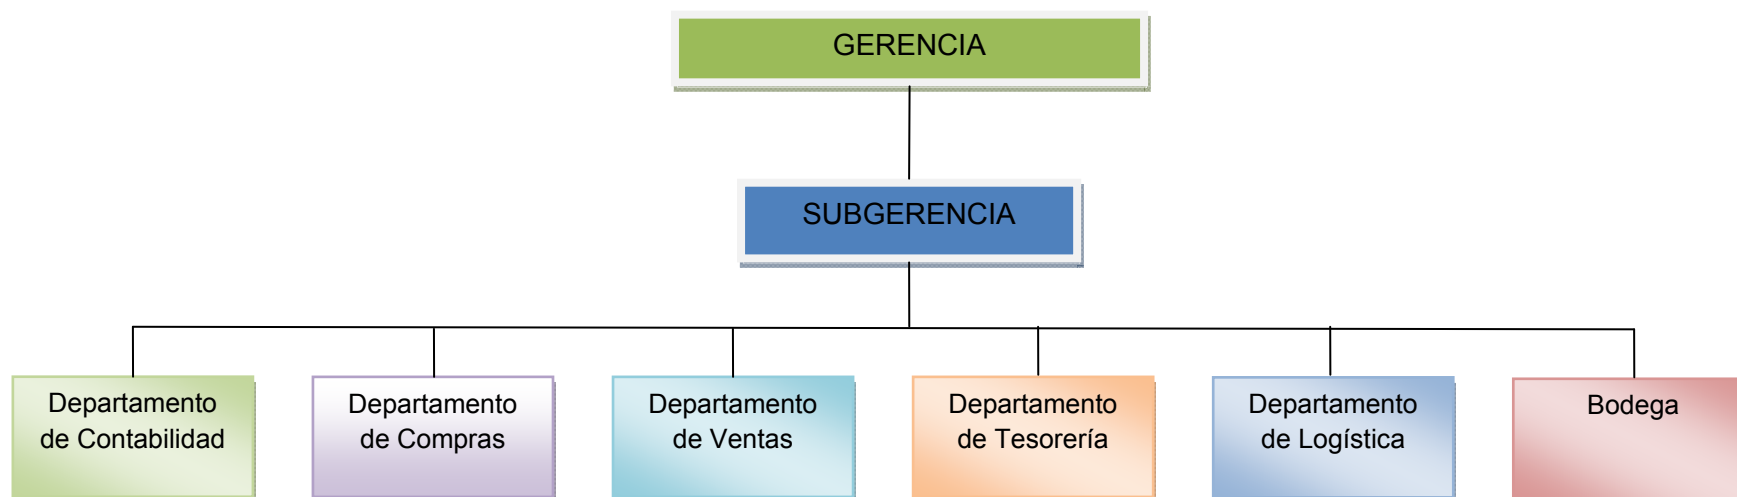 GERENCIA
SUBGERENCIA
Departamento
de Contabilidad
Departamento
de Compras
Departamento
de Ventas
Departamento
de Tesorería
Departamento
de Logística
Bodega